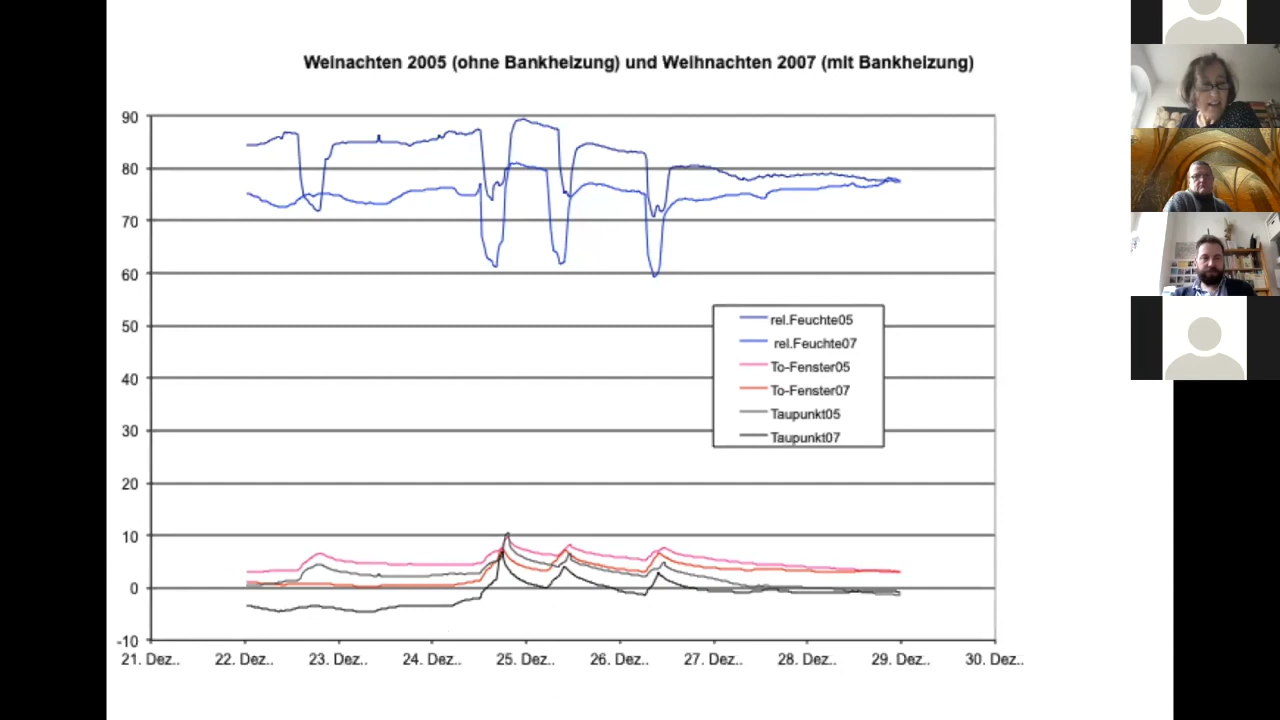 Weinachten 2005 (ohne Bankheizung) und Weihnachten 2007 (mit Bankheizung)
90
80
70
60
50
40
30
20
10
0
-10
rel.Feuchte05
rel.Feuchte07
To-Fenster05
To-Fenster07
Taupunkt05
Taupunkt07
21. Dez.. 22. Dez.. 23. Dez.. 24. Dez.. 25. Dez.. 26. Dez.. 27. Dez.. 28. Dez.. 29. Dez.. 30. Dez..